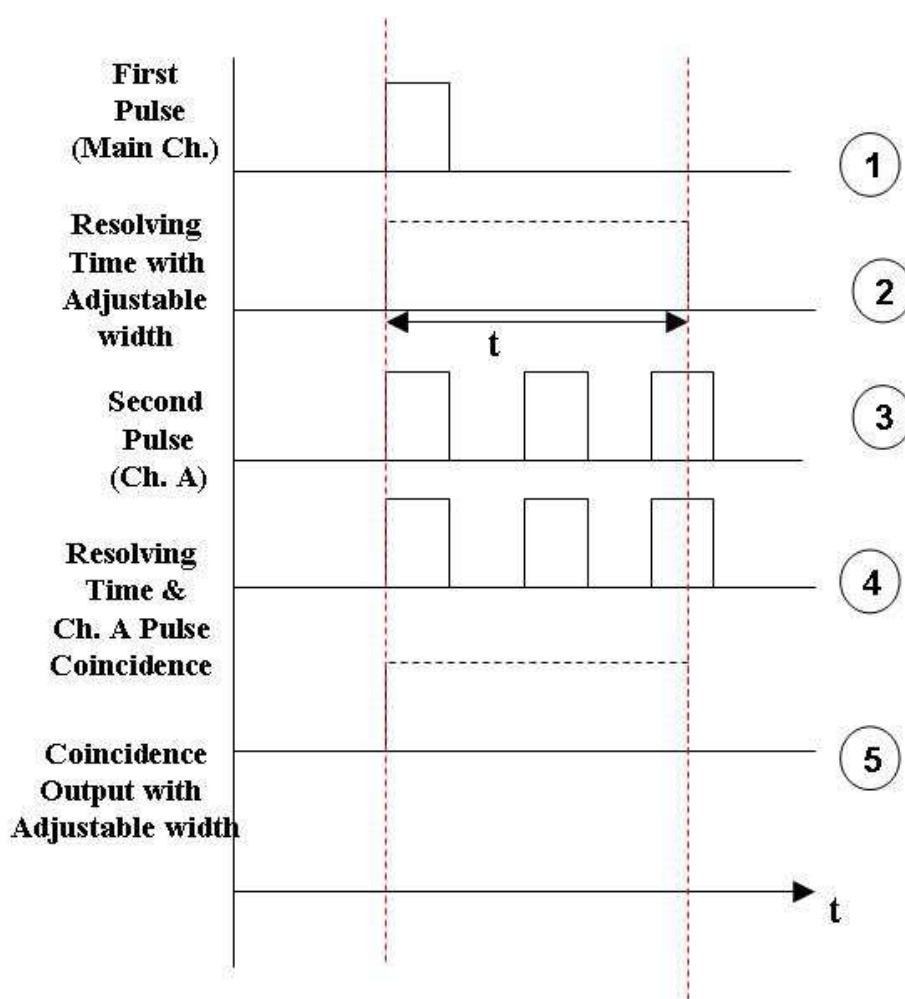 First
Pulse
(Main Ch.)
1
Resolving
Time with
Adjustable
width
2
t
Second
Pulse
(Ch. A)
3
Resolving
Time &
Ch. A Pulse
Coincidence
4
Coincidence
Output with
Adjustable width
5
t